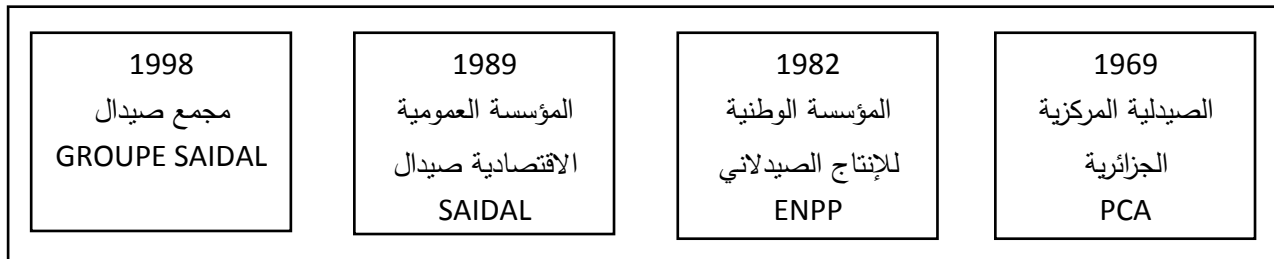 1969
الصيدلية المركزية
الجزائرية
PCA
1982
المؤسسة الوطنية
للإنتاج الصيدلاني
ENPP
1989
المؤسسة العمومية
الاقتصادية صيدال
SAIDAL
1998
مجمع صيدال
GROUPE SAIDAL